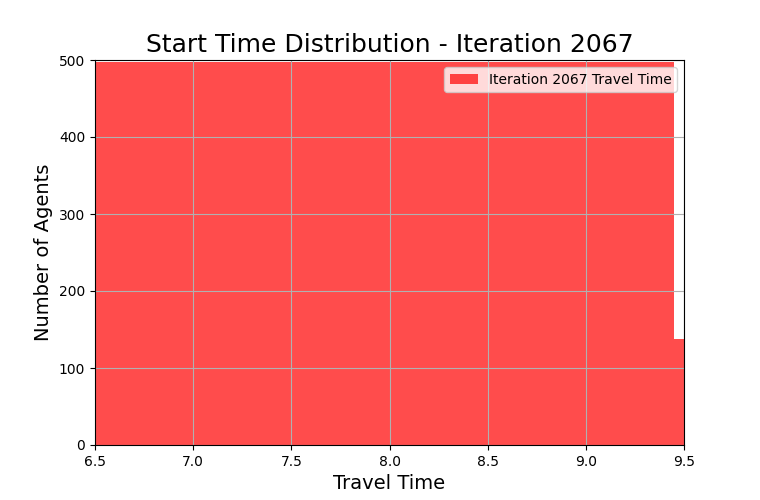 Start Time Distribution - Iteration 2067
500
Iteration 2067 Travel Time
400
300
200
100
0
Number of Agents
6.5 7.0 7.5 8.0 8.5 9.0 9.5
Travel Time